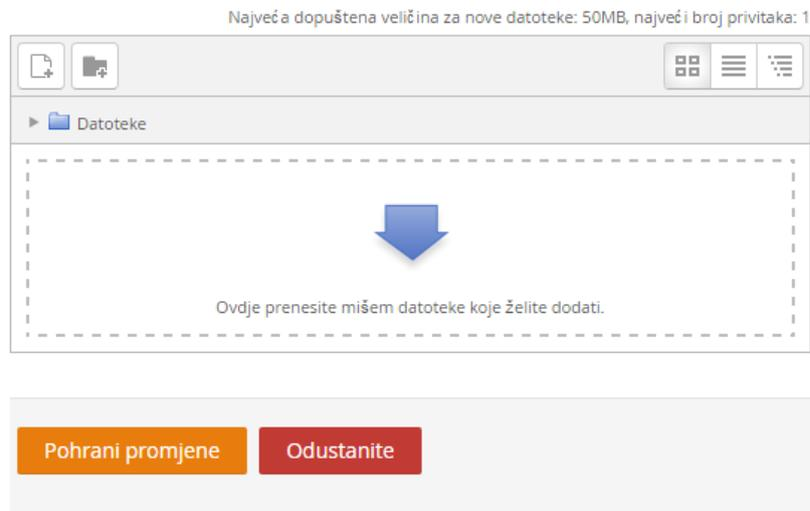 Najveća dopuštena veličina za nove datoteke: 50MB, najveći broj privitaka: 1
Datoteke
Ovdje prenesite mišem datoteke koje želite dodati.
Pohrani promjene
Odustanite